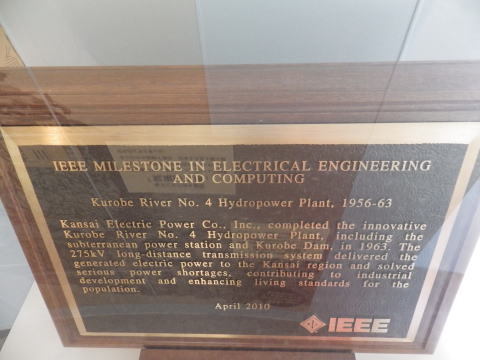 IEEE MILESTONE IN ELECTRICAL ENGINEERING
AND COMPUTING
Kurobe River No. 4 Hydropower Plant, 1956-63
Kansai Electric Power Co., Inc., completed the innovative
Kurobe River No. 4 Hydropower Plant, including the
subterranean power station and Kurobe Dam, in 1963. The
275kV long-distance transmission system delivered the
generated electric power to the Kansai region and solved
serious power shortages, contributing to industrial
development and enhancing living standards for the
population.
April 2010
IEEE